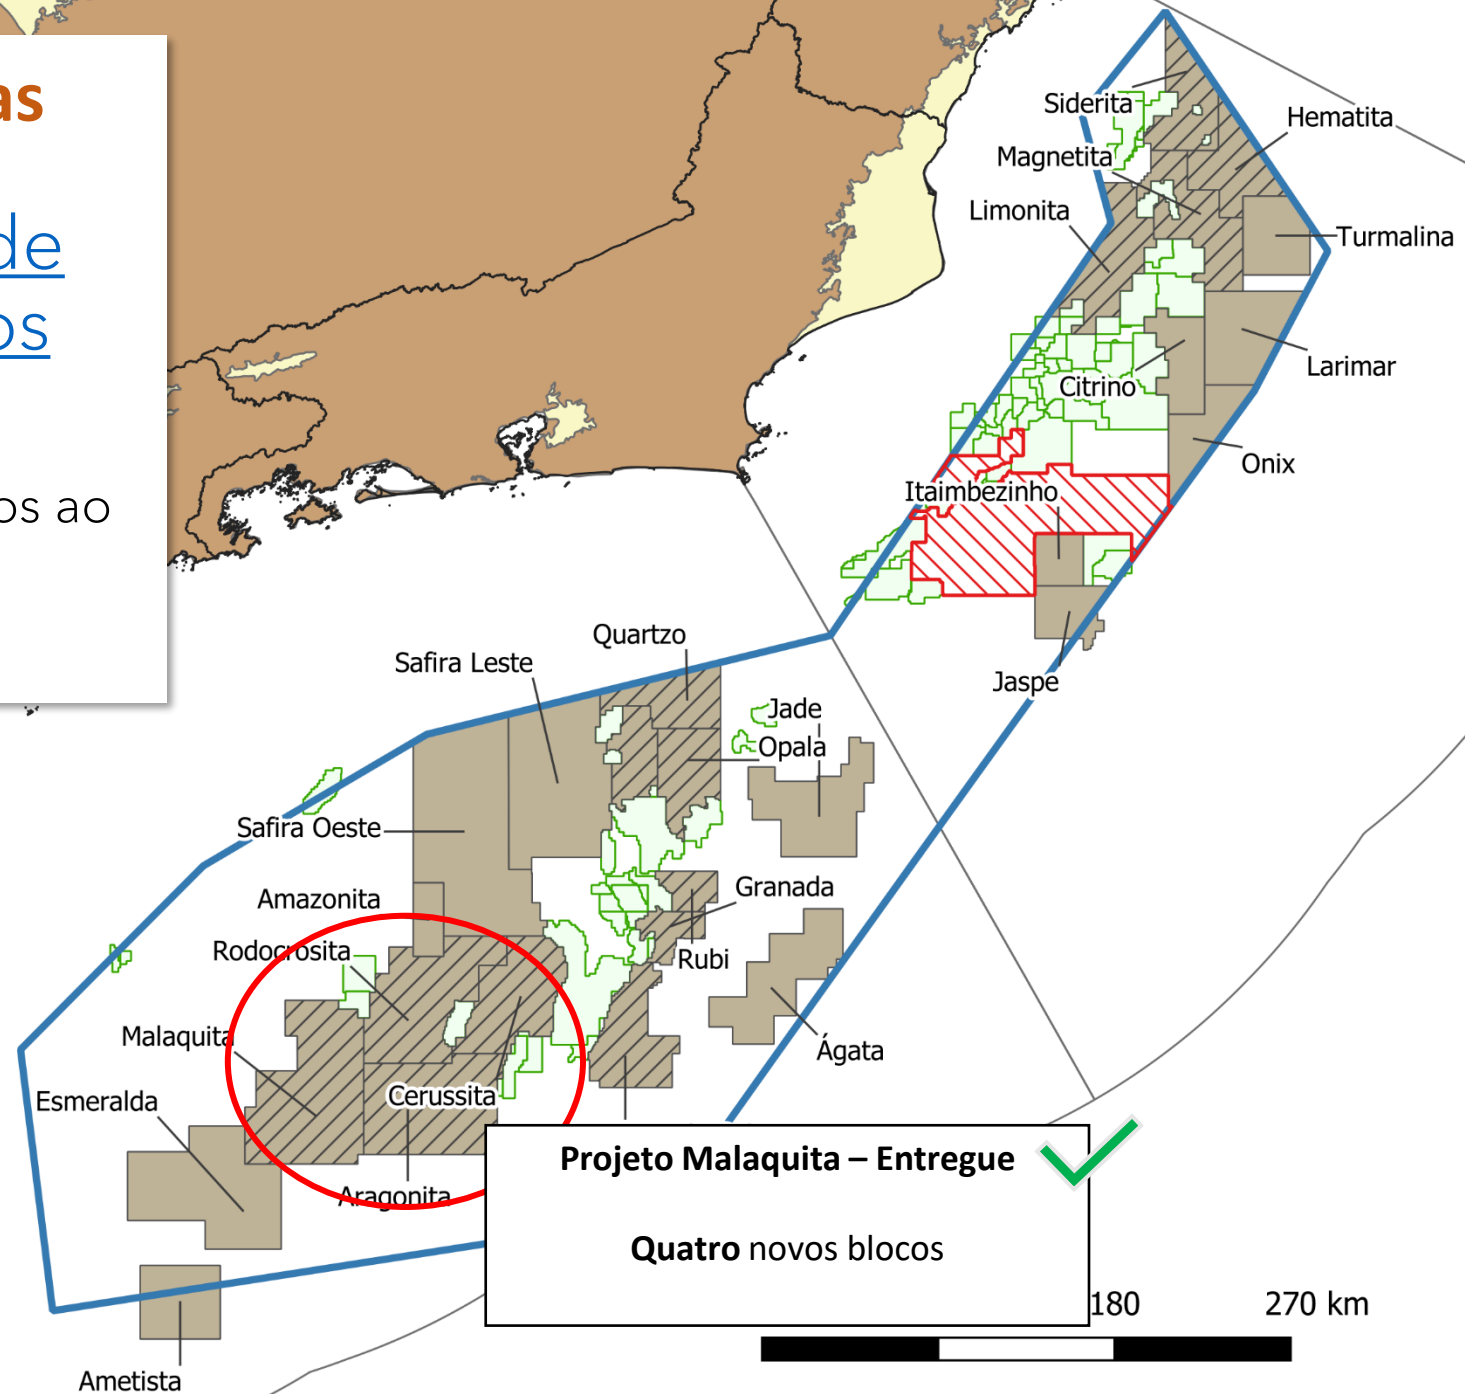 as
de
os
os ao
Siderita
Hematita
Magnetita
Limonita
Turmalina
Larimar
Citrino
Onix
Itaimbezinho
Jaspe
Quartzo
Safira Leste
Jade
Opala
Safira Oeste
Granada
Amazonita
Rodocrosita
Rubi
Malaquita
Ágata
Cerussita
Esmeralda
Aragonita
Projeto Malaquita – Entregue
Quatro novos blocos
180 270 km
Ametista